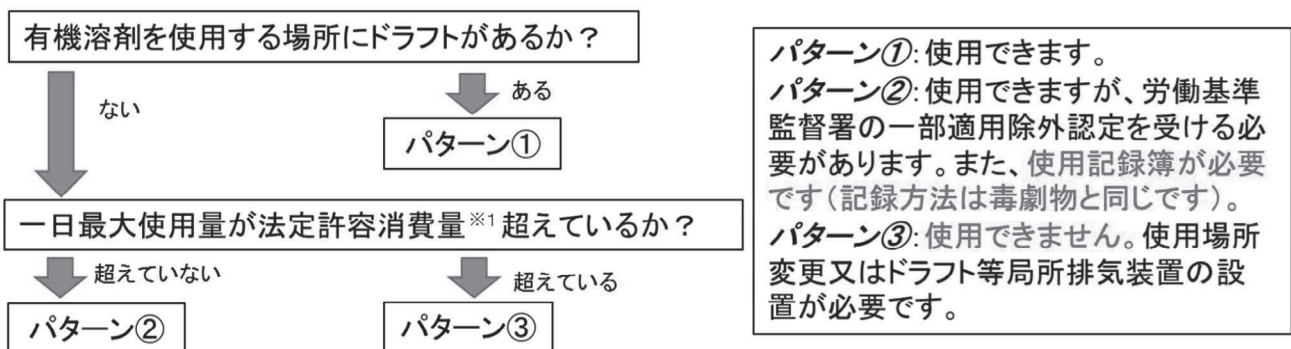 有機溶剤を使用する場所にドラフトがあるか？
ない
ある
パターン①
一日最大使用量が法定許容消費量※1超えているか？
超えていない
超えている
パターン②
パターン③
パターン①:使用できます。
パターン②:使用できますが、労働基準
監督署の一部適用除外認定を受ける必
要があります。また、使用記録簿が必要
です（記録方法は毒劇物と同じです）。
パターン③:使用できません。使用場所
変更又はドラフト等局所排気装置の設
置が必要です。